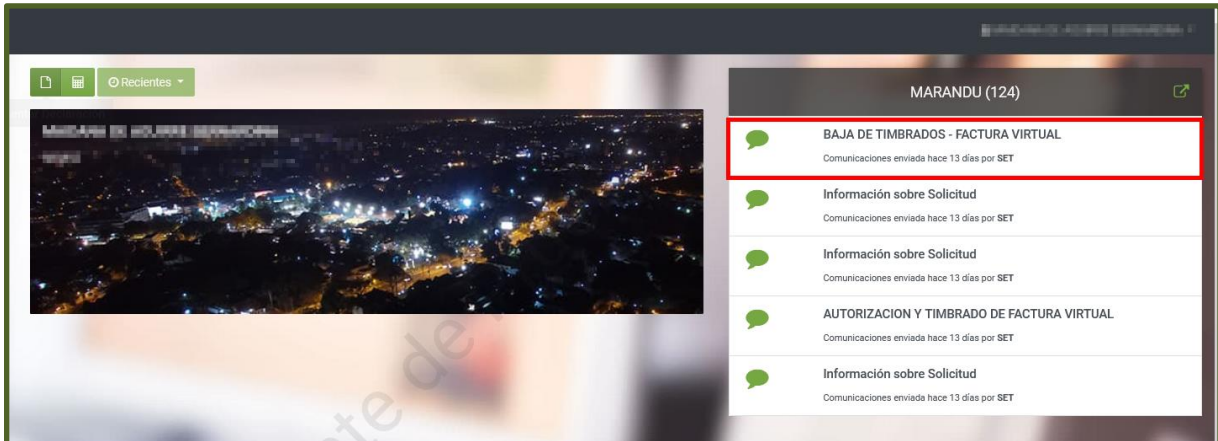 Recientes
MARANDU (124)
BAJA DE TIMBRADOS - FACTURA VIRTUAL
Comunicaciones enviada hace 13 días por SET
Información sobre Solicitud
Comunicaciones enviada hace 13 días por SET
Información sobre Solicitud
Comunicaciones enviada hace 13 días por SET
AUTORIZACION Y TIMBRADO DE FACTURA VIRTUAL
Comunicaciones enviada hace 13 días por SET
Información sobre Solicitud
Comunicaciones enviada hace 13 días por SET